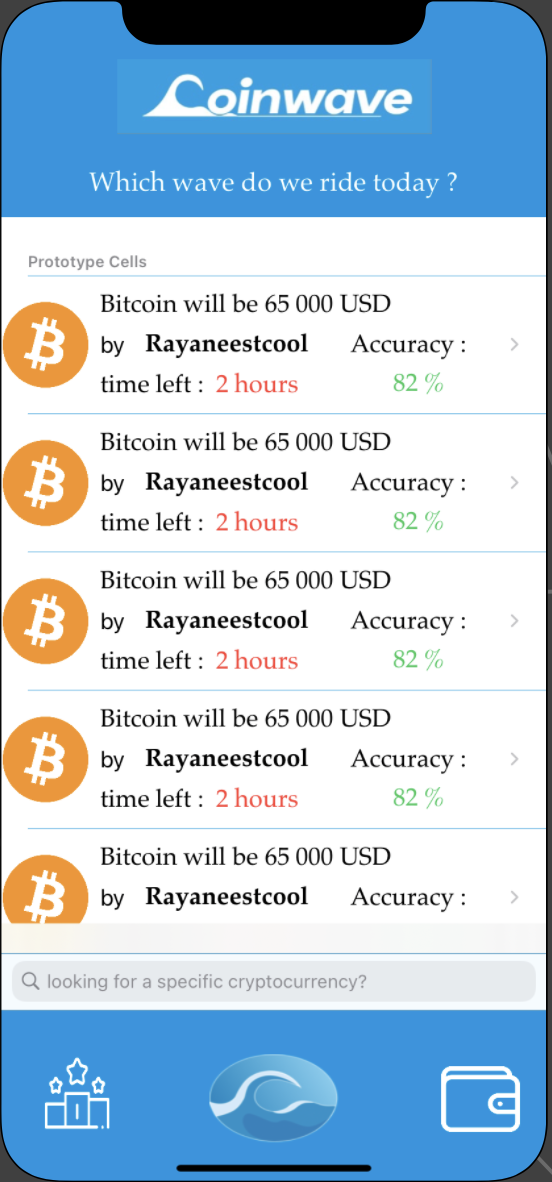 Coinwave
Which wave do we ride today ?
Prototype Cells
Bitcoin will be 65 000 USD
by Rayaneestcool Accuracy :
time left : 2 hours 82 %
Bitcoin will be 65 000 USD
by Rayaneestcool Accuracy :
time left : 2 hours 82 %
Bitcoin will be 65 000 USD
by Rayaneestcool Accuracy :
time left : 2 hours 82 %
Bitcoin will be 65 000 USD
by Rayaneestcool Accuracy :
time left : 2 hours 82 %
Bitcoin will be 65 000 USD
by Rayaneestcool Accuracy :
looking for a specific cryptocurrency?